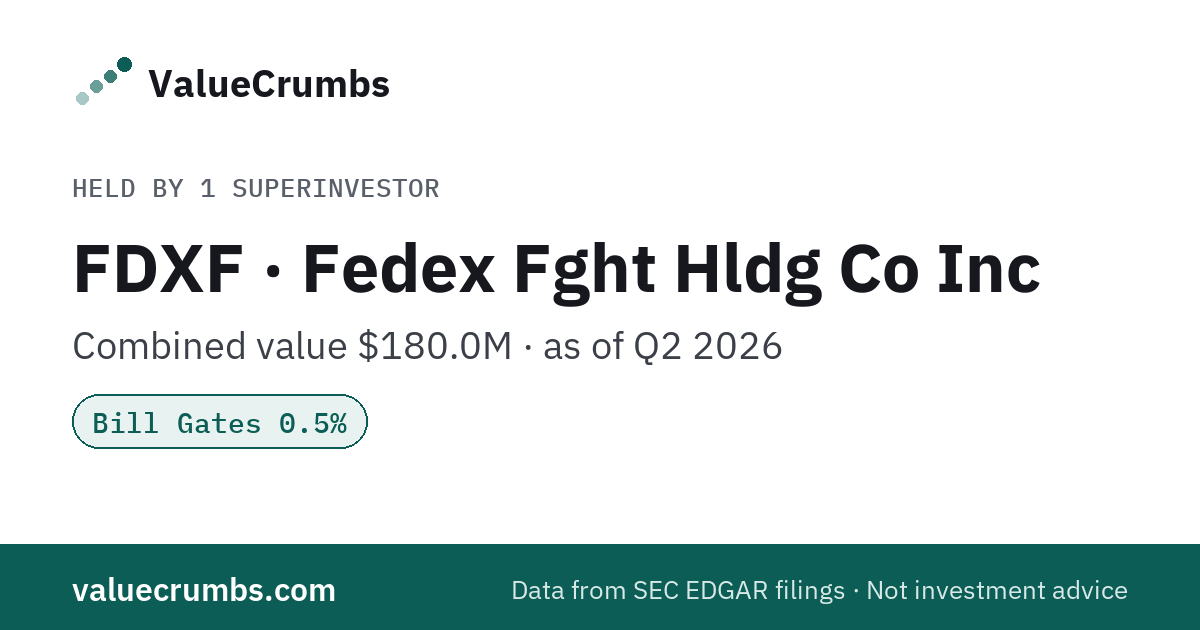 ValueCrumbs
HELD BY 1 SUPERINVESTOR
FDXF · Fedex Fght Hldg Co Inc
Combined value $180.0M · as of Q2 2026
Bill Gates 0.5%
valuecrumbs.com
Data from SEC EDGAR filings · Not investment advice